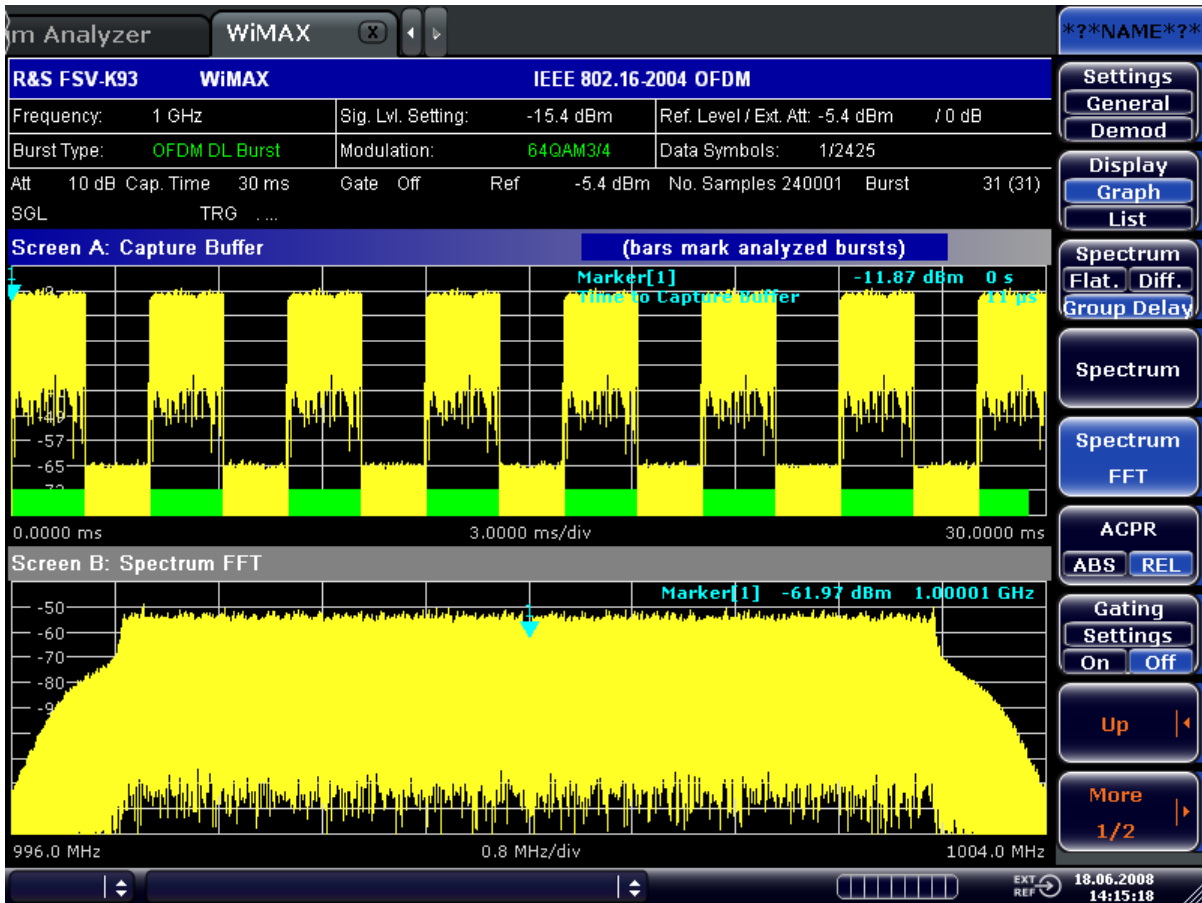 m Analyzer
WiMAX
X
*?*NAME*?*
R&S FSV-K93 WiMAX IEEE 802.16-2004 OFDM
Frequency: 1 GHz Sig. Lvl. Setting: -15.4 dBm Ref. Level / Ext. Att: -5.4 dBm / 0 dB
Burst Type: OFDM DL Burst Modulation: 64QAM3/4 Data Symbols: 1/2425
Att 10 dB Cap. Time 30 ms Gate Off Ref -5.4 dBm No. Samples 240001 Burst 31 (31)
SGL TRG . ...
Screen A: Capture Buffer (bars mark analyzed bursts)
1
Marker[1] -11.87 dBm 0 s
Time to Capture Buffer 11 ps
-49
-57
-65
0.0000 ms 3.0000 ms/div 30.0000 ms
Screen B: Spectrum FFT
Marker[1] -61.97 dBm 1.00001 GHz
1
-50
-60
-70
-80
996.0 MHz 0.8 MHz/div 1004.0 MHz
Settings
General
Demod
Display
Graph
List
Spectrum
Flat. Diff.
Group Delay
Spectrum
Spectrum
FFT
ACPR
ABS REL
Gating
Settings
On Off
Up
More
1/2
EXT
REF
18.06.2008
14:15:18